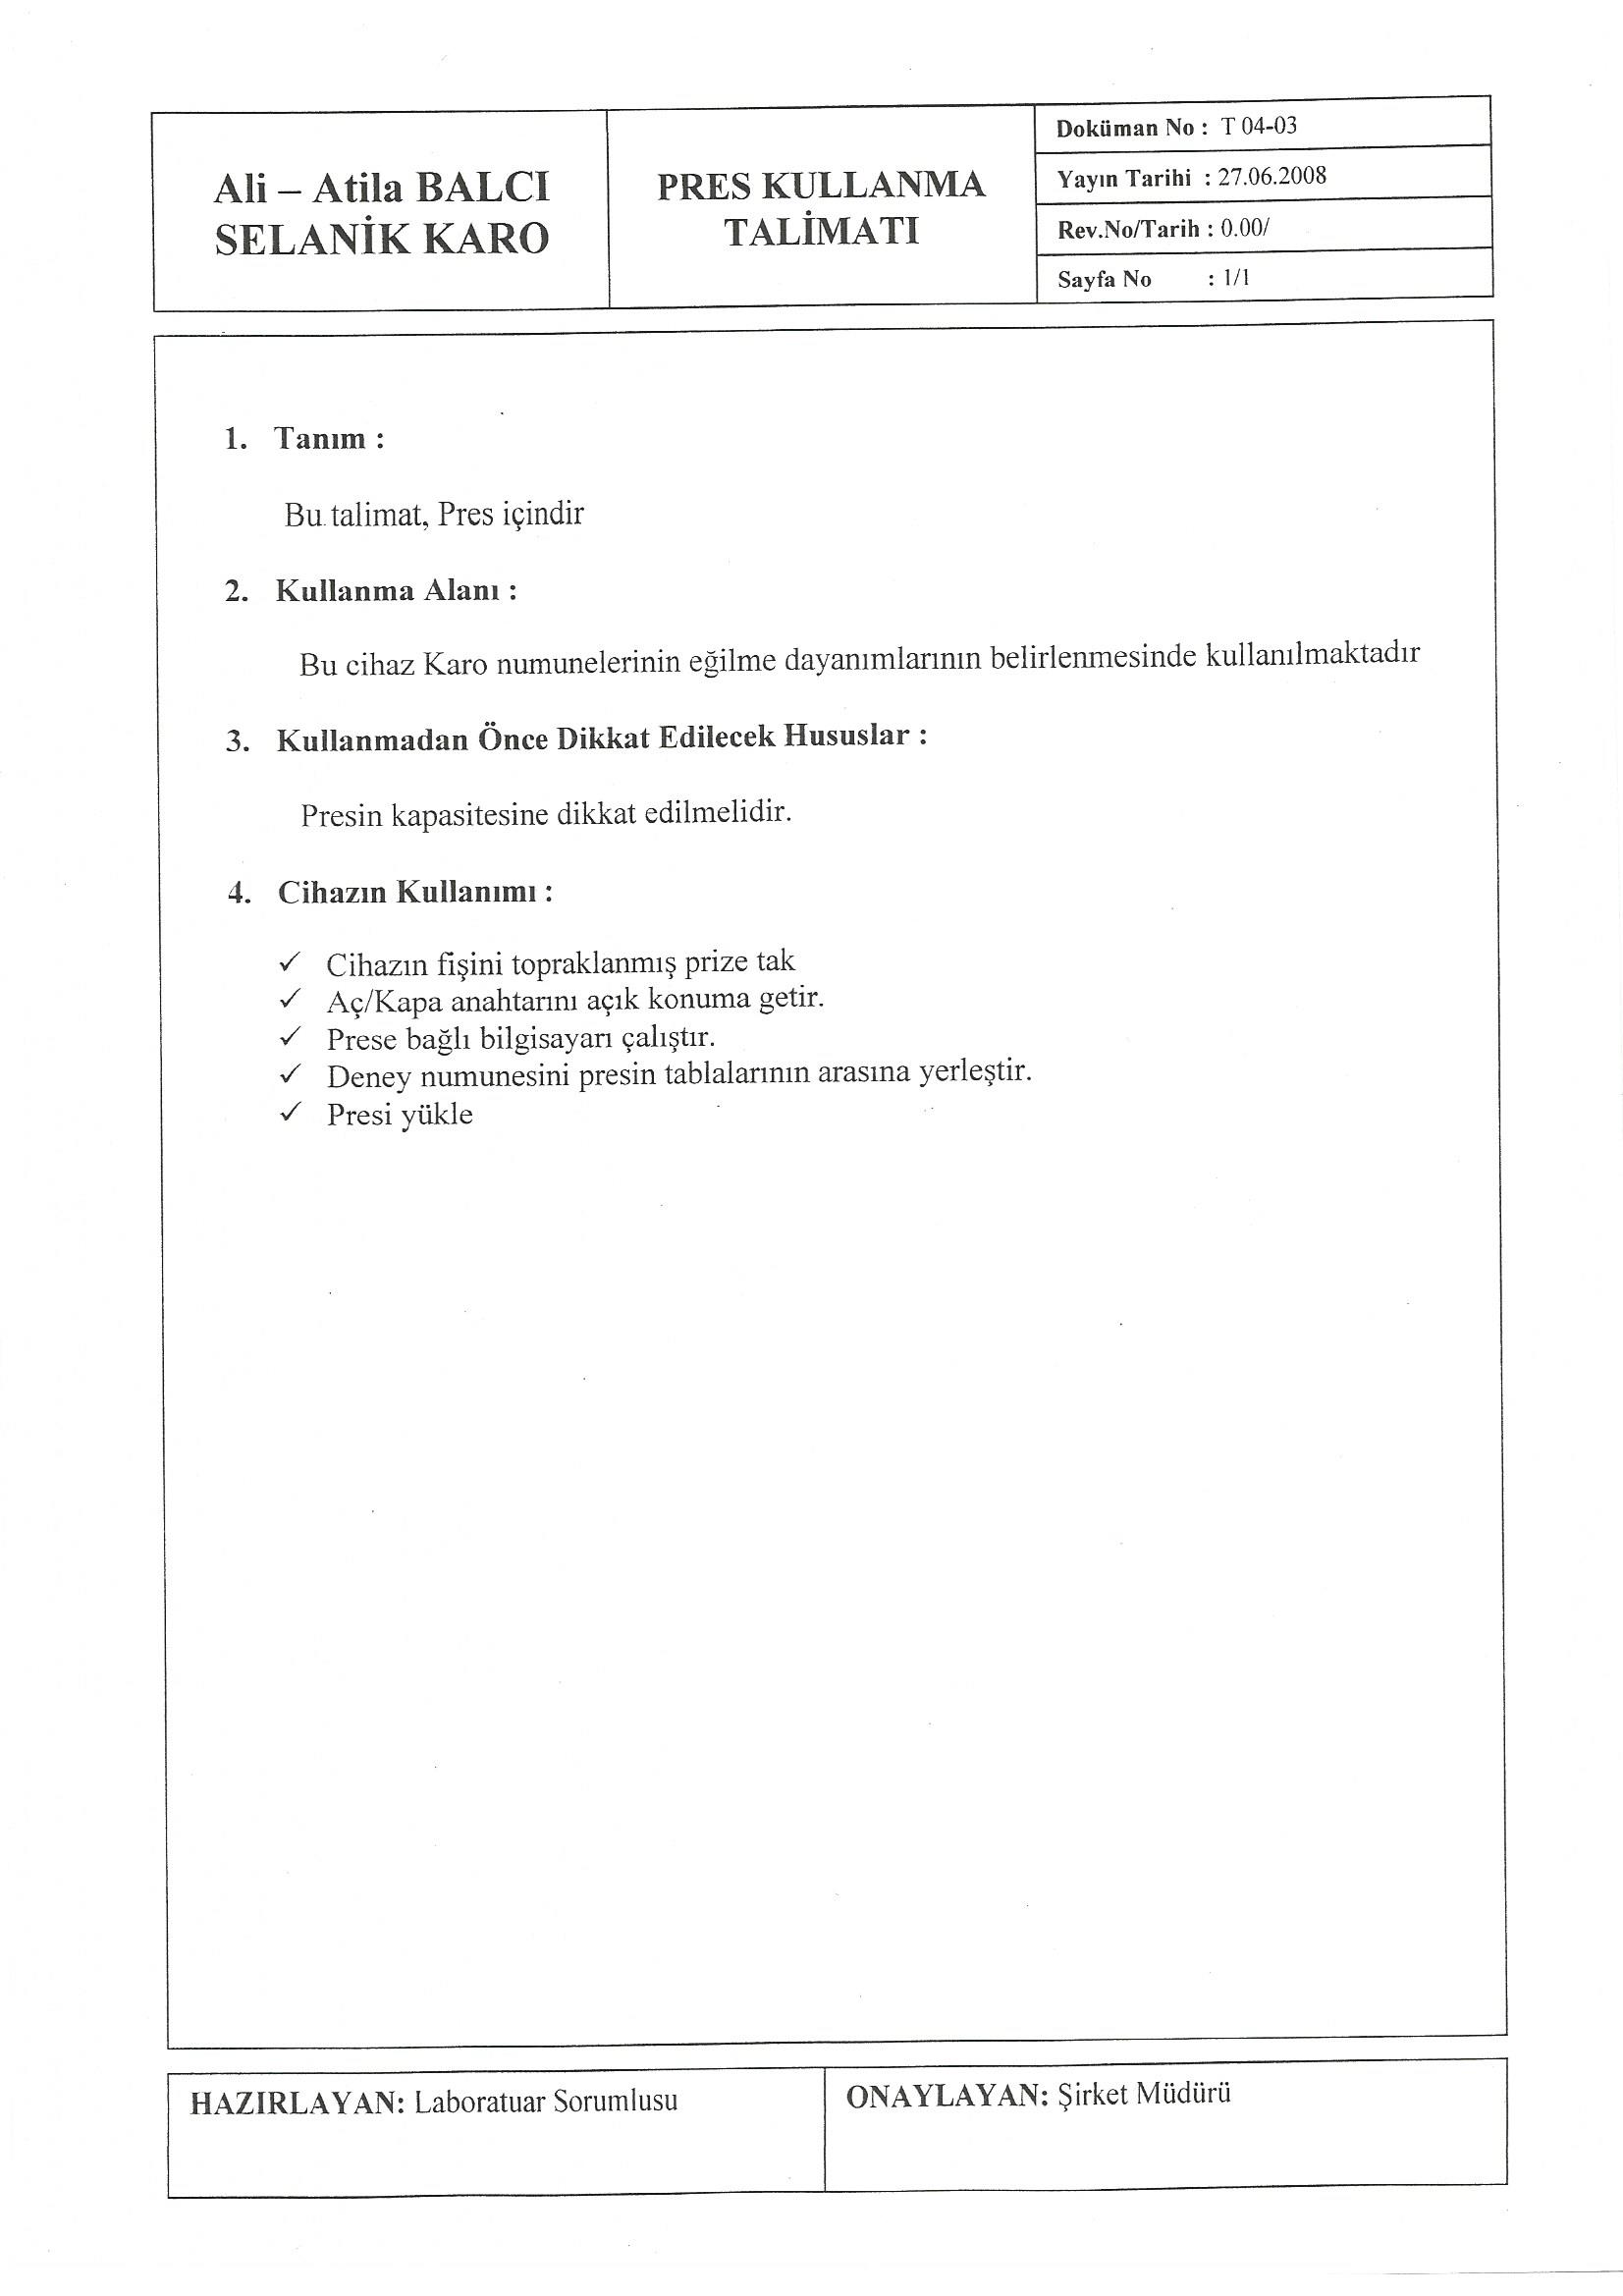 Ali – Atila BALCI
SELANİK KARO
PRES KULLANMA
TALİMATI
Doküman No : T 04-03
Yayın Tarihi : 27.06.2008
Rev.No/Tarih : 0.00/
Sayfa No : 1/1
1. Tanım :
Bu talimat, Pres içindir
2. Kullanma Alanı :
Bu cihaz Karo numunelerinin eğilme dayanımlarının belirlenmesinde kullanılmaktadır
3. Kullanmadan Önce Dikkat Edilecek Hususlar :
Presin kapasitesine dikkat edilmelidir.
4. Cihazın Kullanımı :
✓ Cihazın fişini topraklanmış prize tak
✓ Aç/Kapa anahtarını açık konuma getir.
✓ Prese bağlı bilgisayarı çalıştır.
✓ Deney numunesini presin tablalarının arasına yerleştir.
✓ Presi yükle
HAZIRLAYAN: Laboratuar Sorumlusu
ONAYLAYAN: Şirket Müdürü